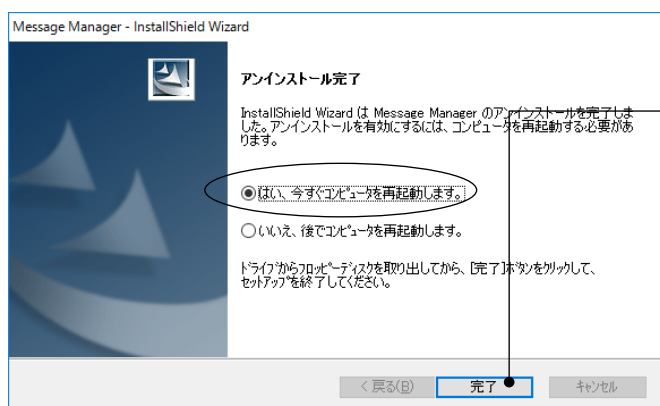 Message Manager - InstallShield Wizard
アンインストール完了
InstallShield Wizard は Message Manager のアンインストールを完了しま
した。アンインストールを有効にするには、コンピュータを再起動する必要があ
ります。
はい、今すぐコンピュータを再起動します。
いいえ、後でコンピュータを再起動します。
ドライブからフロッピーディスクを取り出してから、[完了]ボタンをクリックして、
セットアップを終了してください。
< 戻る(B)
完了
キャンセル